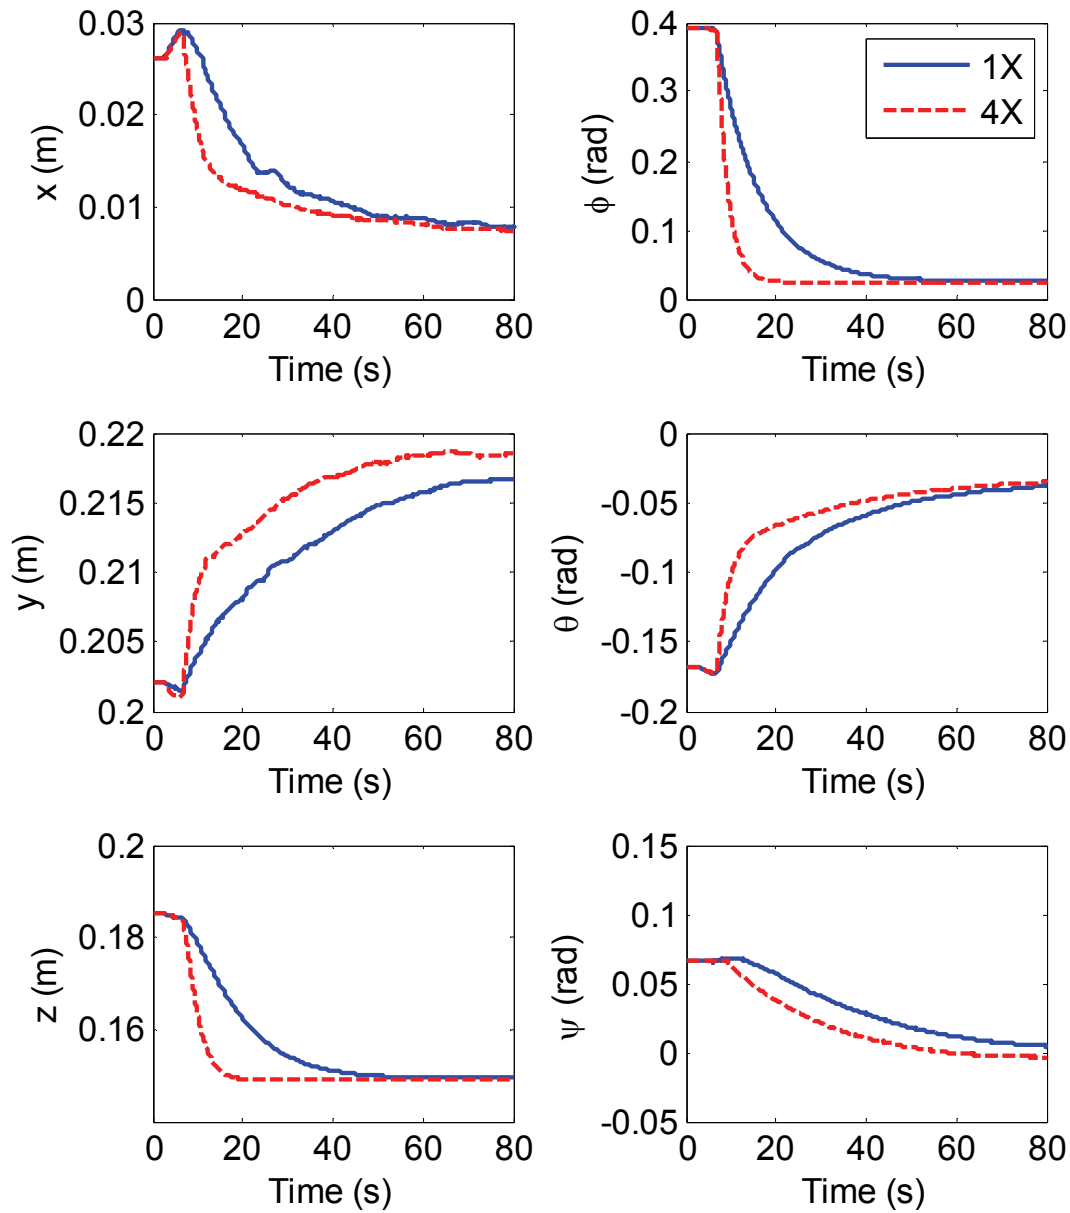 0.03
0.02
0.01
0
x (m)
0 20 40 60 80
Time (s)
0.4
0.3
0.2
0.1
0
ϕ (rad)
1X
4X
0 20 40 60 80
Time (s)
0.22
0.215
0.21
0.205
0.2
y (m)
0 20 40 60 80
Time (s)
0
-0.05
-0.1
-0.15
-0.2
θ (rad)
0 20 40 60 80
Time (s)
0.2
0.18
0.16
z (m)
0 20 40 60 80
Time (s)
0.15
0.1
0.05
0
-0.05
ψ (rad)
0 20 40 60 80
Time (s)